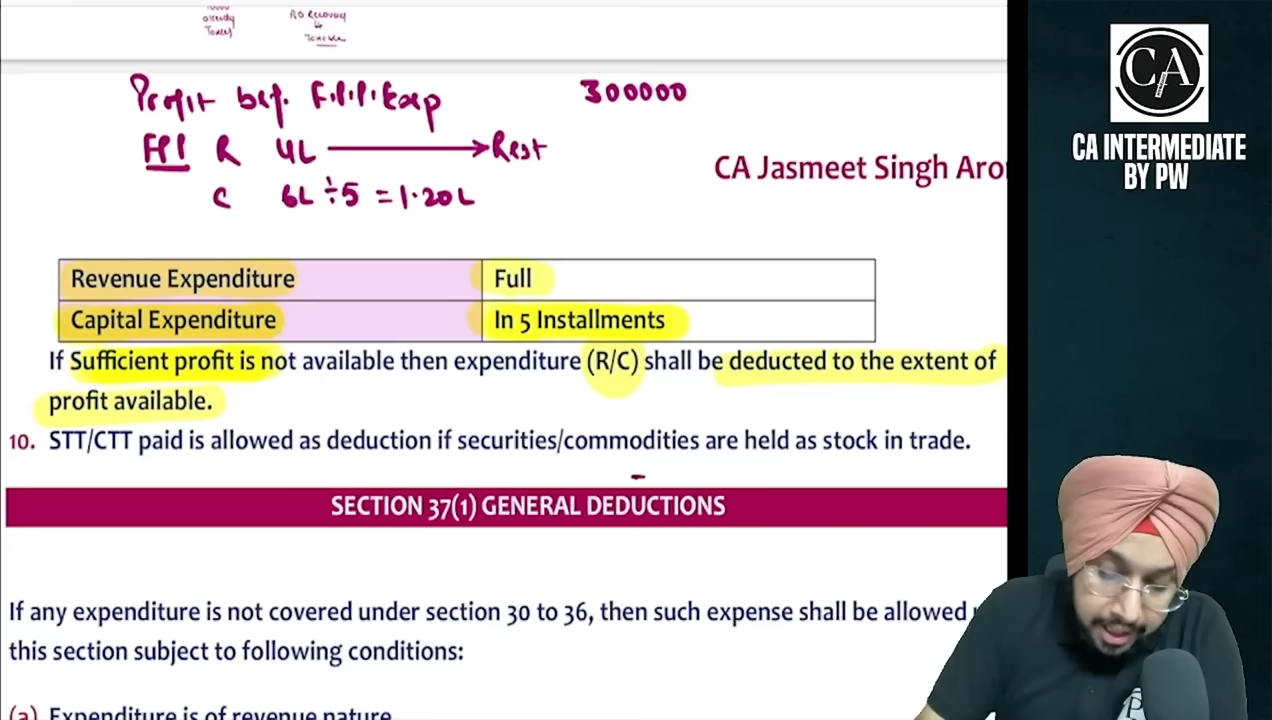 already
Taxed
Taxable
Profit bef. F.P.P. Exp 300000
FPP R 4L → Rest
C 6L ÷ 5 = 1.20L
CA INTERMEDIATE
BY PW
CA
CA Jasmeet Singh Aro
Revenue Expenditure Full
Capital Expenditure In 5 Installments
If Sufficient profit is not available then expenditure (R/C) shall be deducted to the extent of
profit available.
10. STT/CTT paid is allowed as deduction if securities/commodities are held as stock in trade.
SECTION 37(1) GENERAL DEDUCTIONS
If any expenditure is not covered under section 30 to 36, then such expense shall be allowed
this section subject to following conditions:
(a) Expenditure is of revenue nature